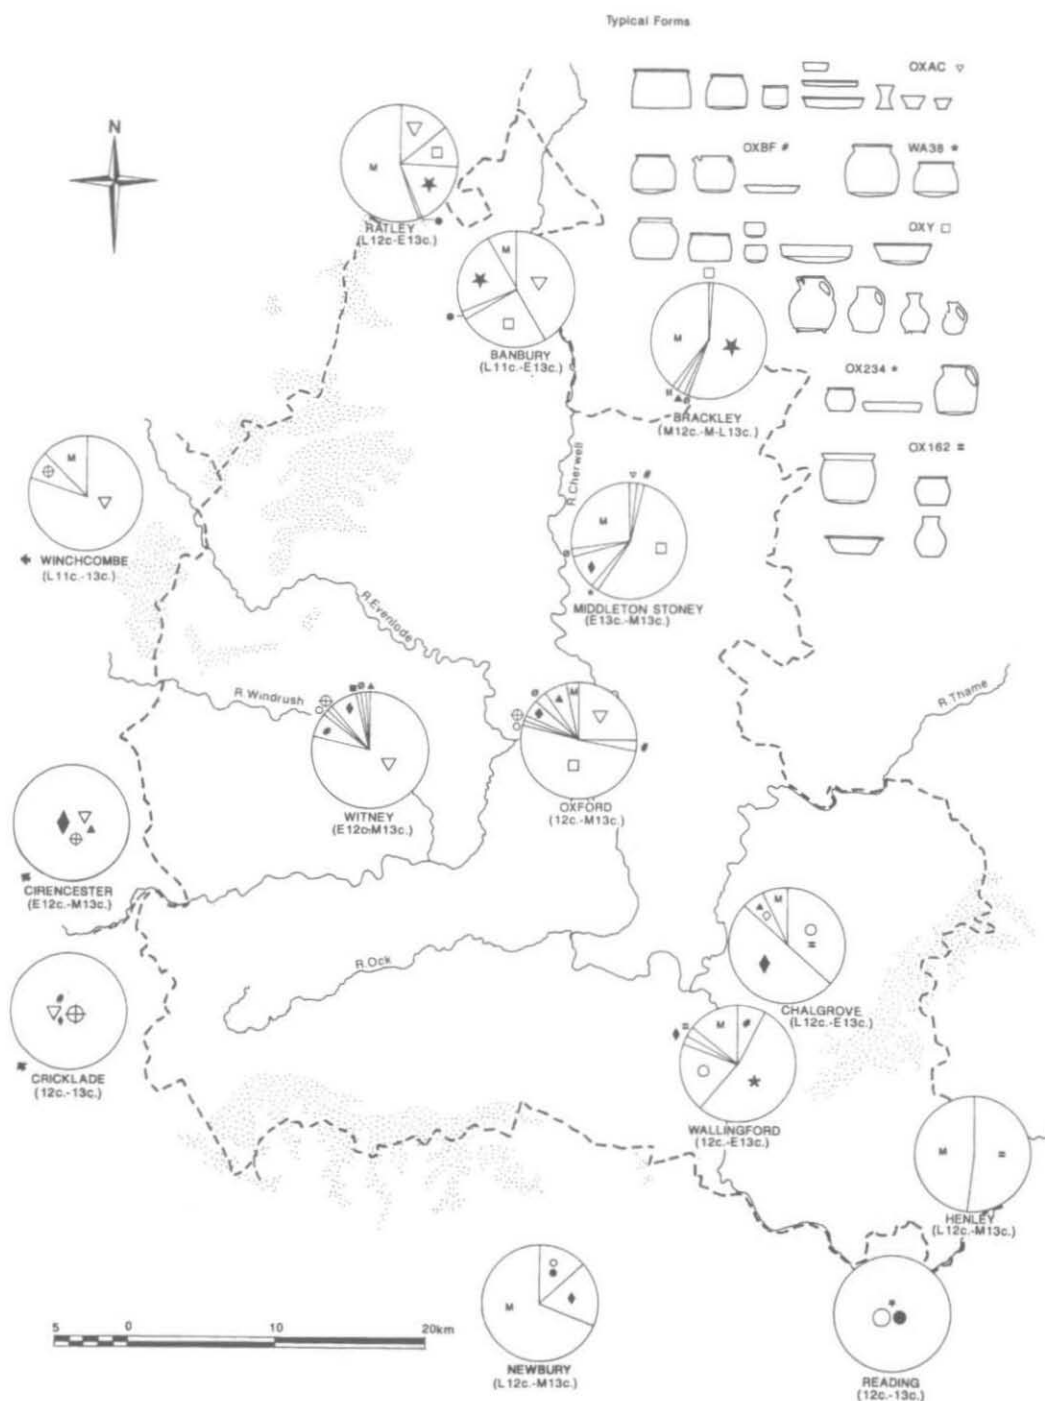 Typical Forms
OXAC
N
OXBF
WA38
M
OXY
RATLEY
(L12c-E13c.)
M
M
BANBURY
(L11c.-E13c.)
OX234
BRACKLEY
(M12c.-M-L13c.)
M
R.Cherwell
OX162
M
WINCHCOMBE
(L11c.-13c.)
MIDDLETON STONEY
(E13c.-M13c.)
R.Evenlode
R.Windrush
R.Thame
M
WITNEY
(E12c-M13c.)
OXFORD
(12c.-M13c.)
CIRENCESTER
(E12c.-M13c.)
M
R.Ock
CHALGROVE
(L12c.-E13c.)
M
CRICKLADE
(12c.-13c.)
WALLINGFORD
(12c.-E13c.)
M
HENLEY
(L12c.-M13c.)
M
5 0 10 20km
NEWBURY
(L12c.-M13c.)
READING
(12c.-13c.)